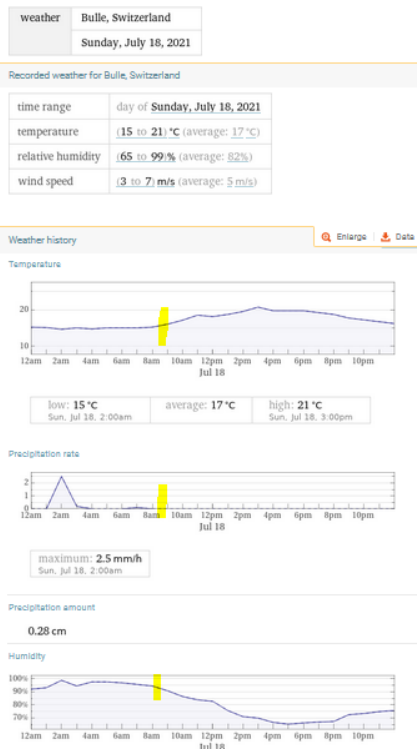 weather Bulle, Switzerland
Sunday, July 18, 2021
Recorded weather for Bulle, Switzerland
time range day of Sunday, July 18, 2021
temperature (15 to 21) °C (average: 17 °C)
relative humidity (65 to 99)% (average: 82%)
wind speed (3 to 7) m/s (average: 5 m/s)
Weather history Enlarge Data
Temperature
20
10
12am 2am 4am 6am 8am 10am 12pm 2pm 4pm 6pm 8pm 10pm
Jul 18
low: 15 °C average: 17 °C high: 21 °C
Sun, Jul 18, 2:00am Sun, Jul 18, 3:00pm
Precipitation rate
2
1
0
12am 2am 4am 6am 8am 10am 12pm 2pm 4pm 6pm 8pm 10pm
Jul 18
maximum: 2.5 mm/h
Sun, Jul 18, 2:00am
Precipitation amount
0.28 cm
Humidity
100%
90%
80%
70%
12am 2am 4am 6am 8am 10am 12pm 2pm 4pm 6pm 8pm 10pm
Jul 18